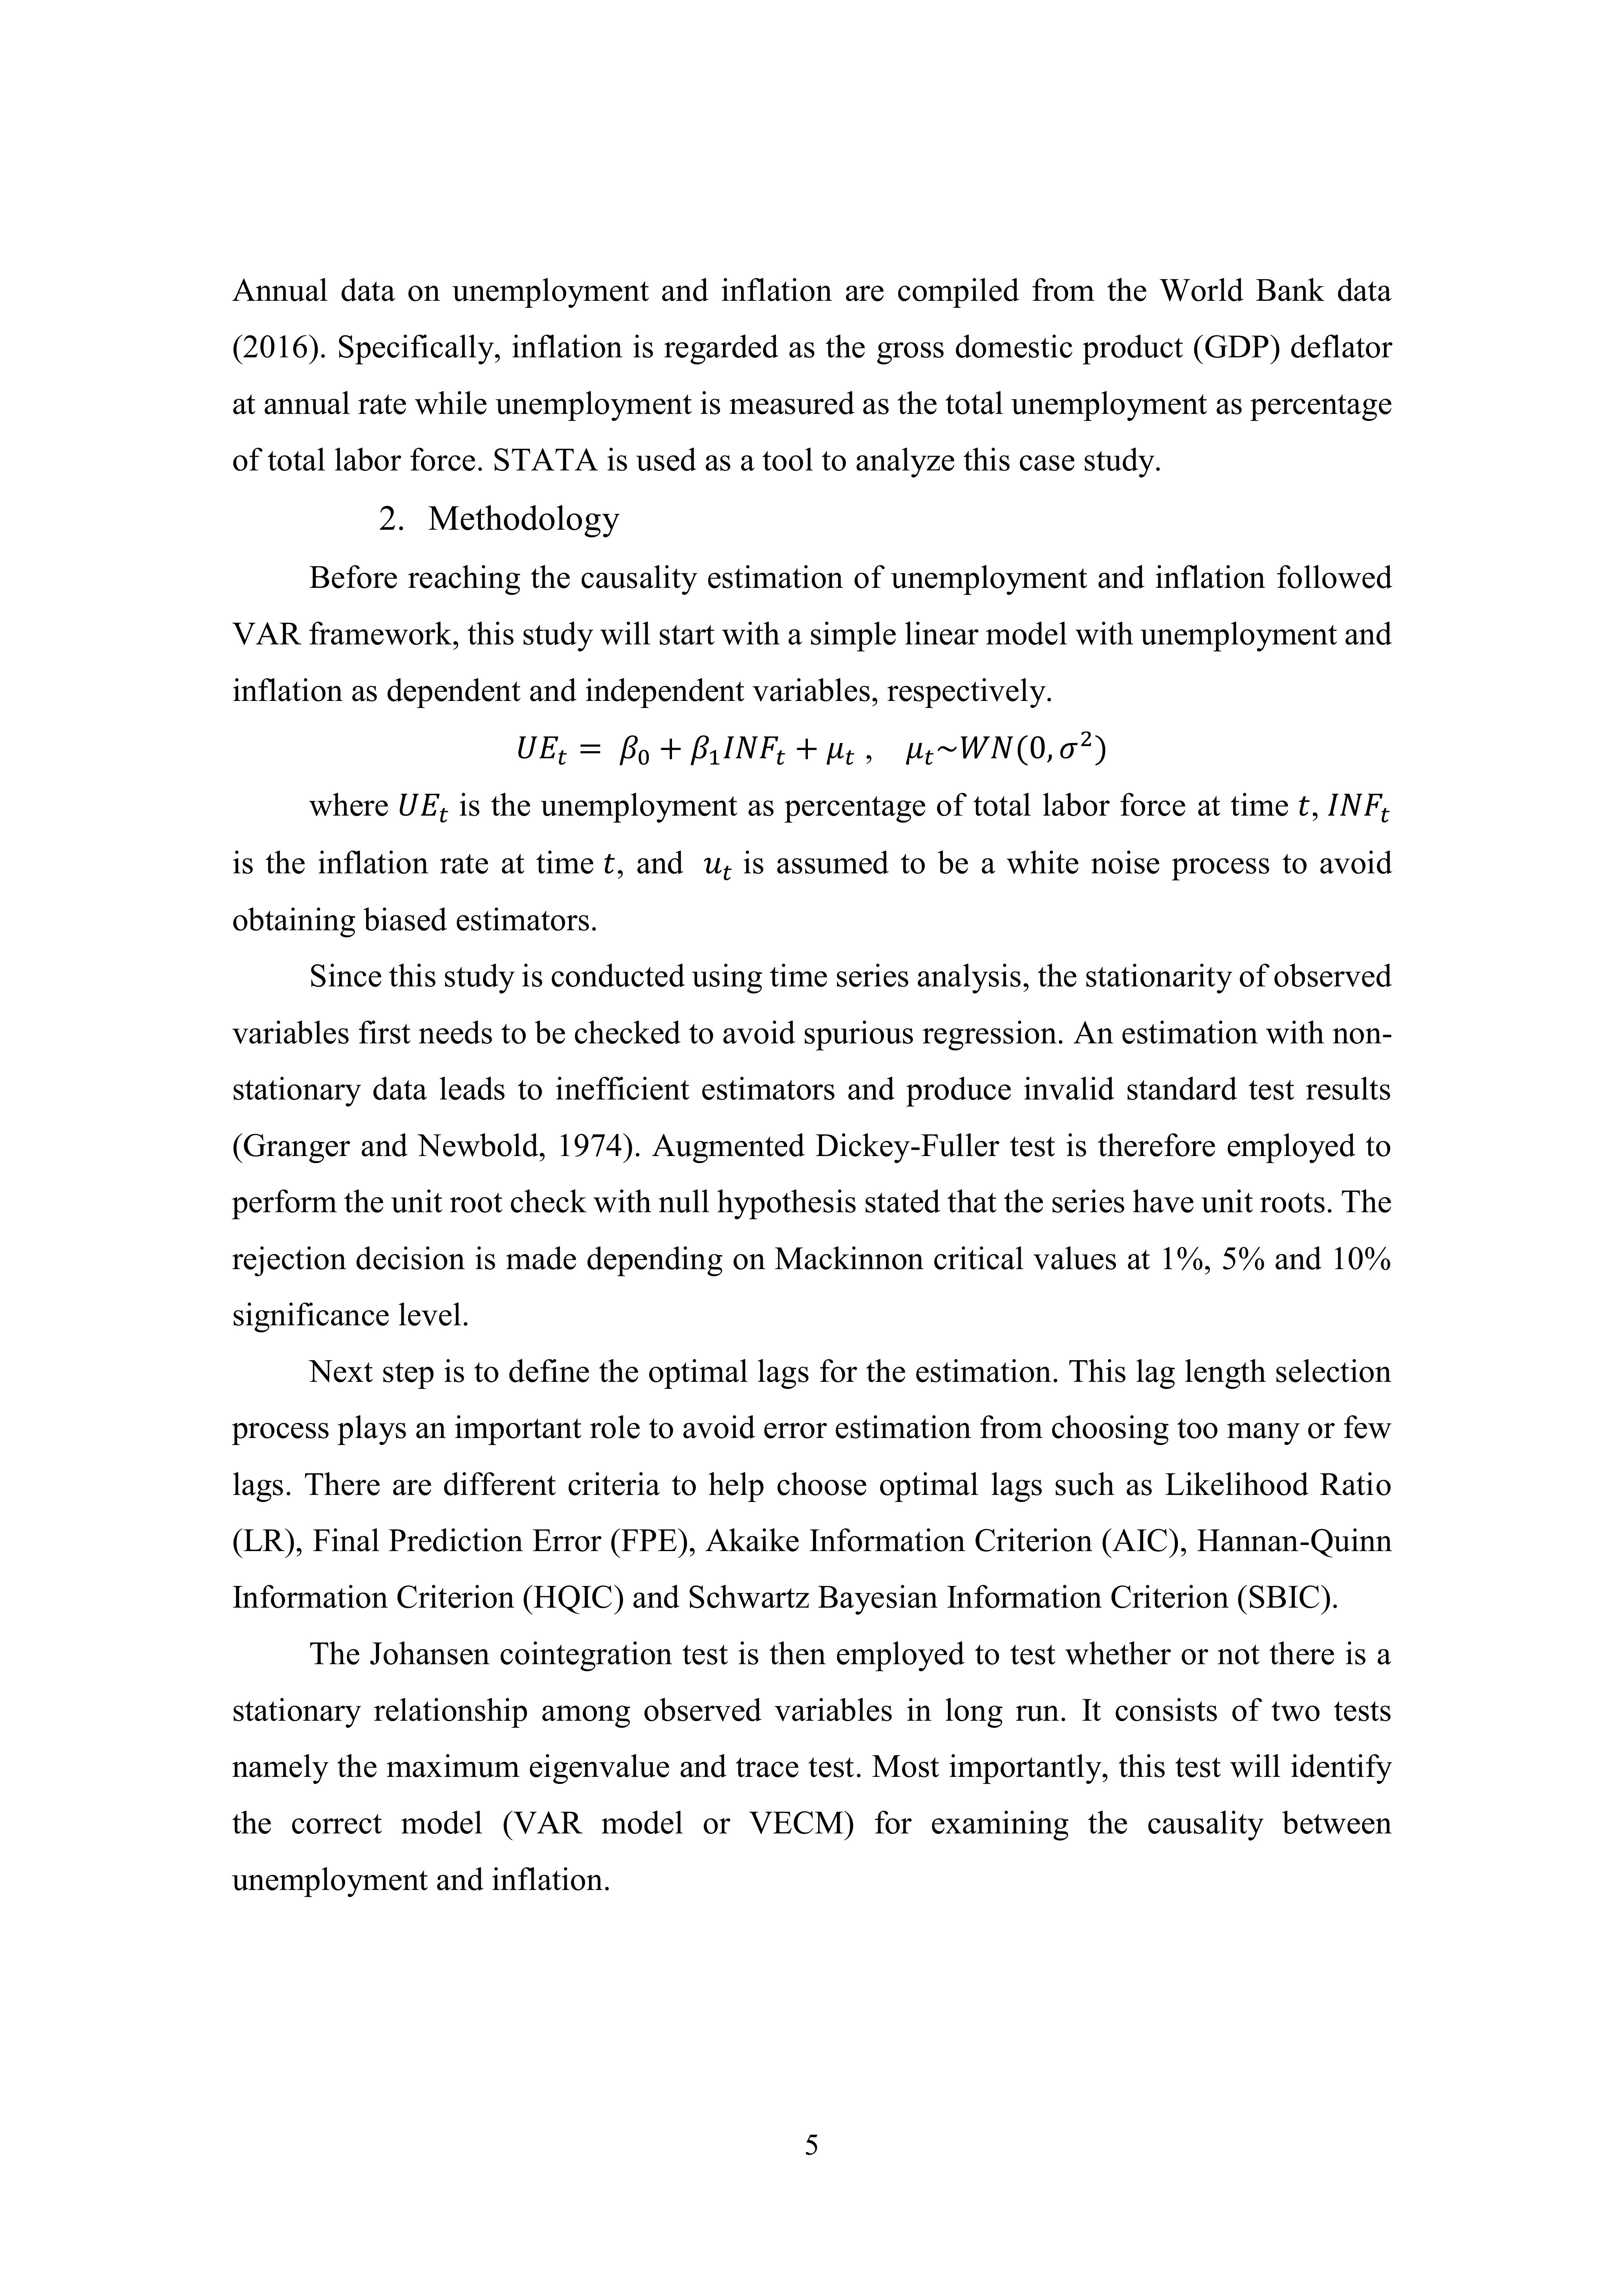 Annual data on unemployment and inflation are compiled from the World Bank data
(2016). Specifically, inflation is regarded as the gross domestic product (GDP) deflator
at annual rate while unemployment is measured as the total unemployment as percentage
of total labor force. STATA is used as a tool to analyze this case study.
2. Methodology
Before reaching the causality estimation of unemployment and inflation followed
VAR framework, this study will start with a simple linear model with unemployment and
inflation as dependent and independent variables, respectively.
𝑈𝐸ₜ = 𝛽₀ + 𝛽₁𝐼𝑁𝐹ₜ + 𝜇ₜ , 𝜇ₜ~𝑊𝑁(0, 𝜎²)
where 𝑈𝐸ₜ is the unemployment as percentage of total labor force at time 𝑡, 𝐼𝑁𝐹ₜ
is the inflation rate at time 𝑡, and 𝑢ₜ is assumed to be a white noise process to avoid
obtaining biased estimators.
Since this study is conducted using time series analysis, the stationarity of observed
variables first needs to be checked to avoid spurious regression. An estimation with non-
stationary data leads to inefficient estimators and produce invalid standard test results
(Granger and Newbold, 1974). Augmented Dickey-Fuller test is therefore employed to
perform the unit root check with null hypothesis stated that the series have unit roots. The
rejection decision is made depending on Mackinnon critical values at 1%, 5% and 10%
significance level.
Next step is to define the optimal lags for the estimation. This lag length selection
process plays an important role to avoid error estimation from choosing too many or few
lags. There are different criteria to help choose optimal lags such as Likelihood Ratio
(LR), Final Prediction Error (FPE), Akaike Information Criterion (AIC), Hannan-Quinn
Information Criterion (HQIC) and Schwartz Bayesian Information Criterion (SBIC).
The Johansen cointegration test is then employed to test whether or not there is a
stationary relationship among observed variables in long run. It consists of two tests
namely the maximum eigenvalue and trace test. Most importantly, this test will identify
the correct model (VAR model or VECM) for examining the causality between
unemployment and inflation.
5